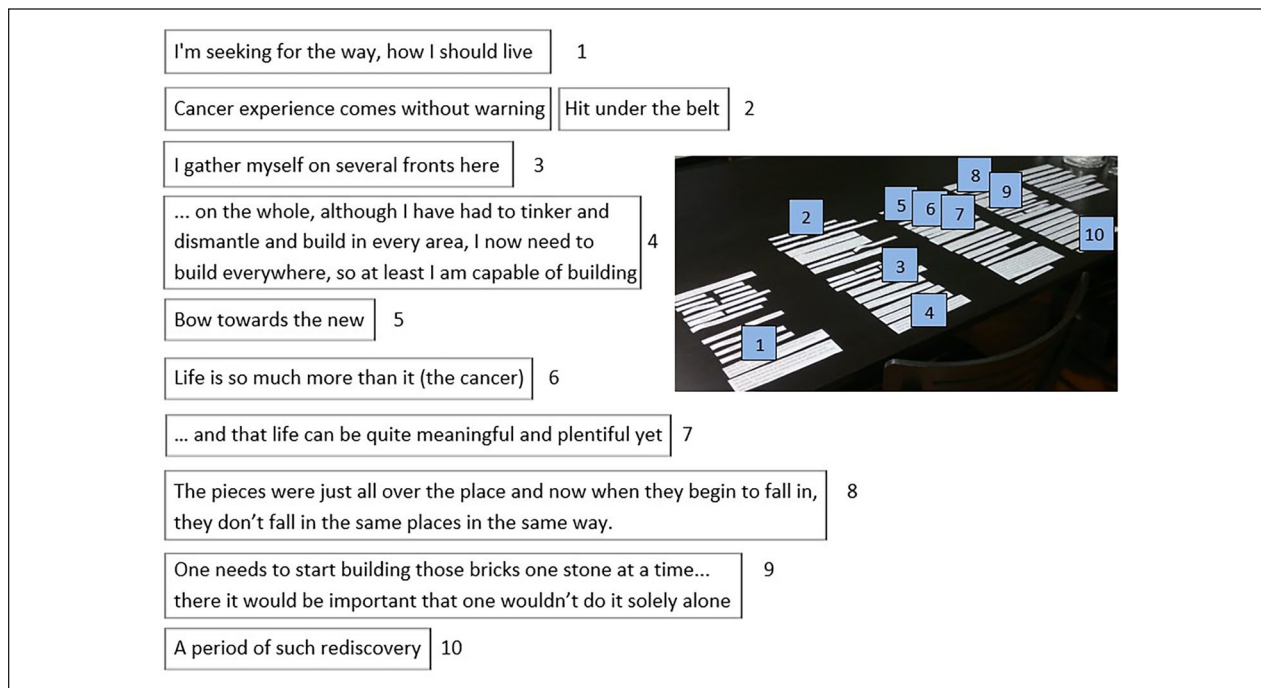 I'm seeking for the way, how I should live 1
Cancer experience comes without warning Hit under the belt 2
I gather myself on several fronts here 3
... on the whole, although I have had to tinker and
dismantle and build in every area, I now need to 4
build everywhere, so at least I am capable of building
Bow towards the new 5
Life is so much more than it (the cancer) 6
... and that life can be quite meaningful and plentiful yet 7
The pieces were just all over the place and now when they begin to fall in, 8
they don’t fall in the same places in the same way.
One needs to start building those bricks one stone at a time... 9
there it would be important that one wouldn’t do it solely alone
A period of such rediscovery 10
8
9
5 6 7
2
10
3
4
1